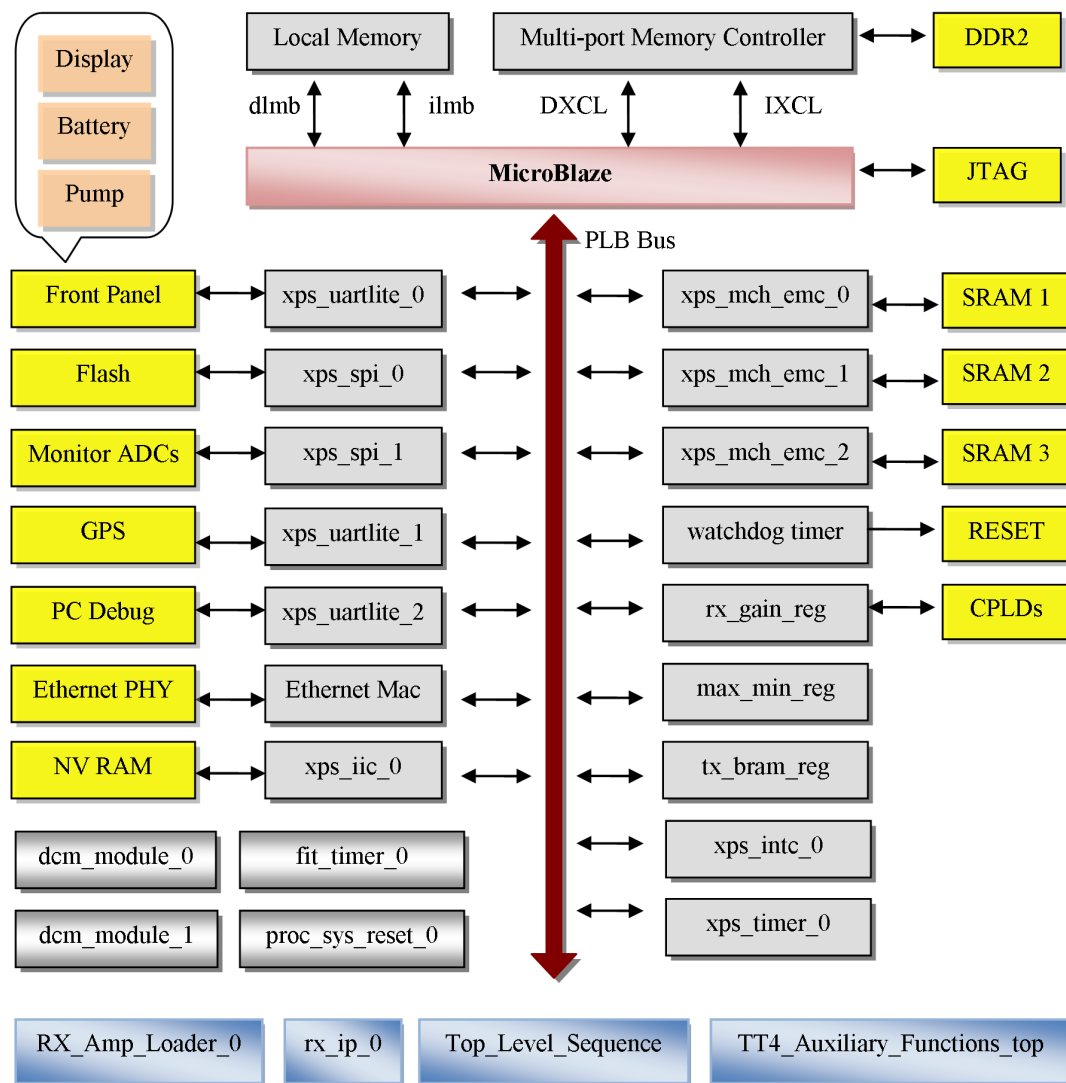 Display
Battery
Pump
Local Memory
Multi-port Memory Controller
DDR2
dlmb
ilmb
DXCL
IXCL
MicroBlaze
JTAG
PLB Bus
Front Panel
xps_uartlite_0
xps_mch_emc_0
SRAM 1
Flash
xps_spi_0
xps_mch_emc_1
SRAM 2
Monitor ADCs
xps_spi_1
xps_mch_emc_2
SRAM 3
GPS
xps_uartlite_1
watchdog timer
RESET
PC Debug
xps_uartlite_2
rx_gain_reg
CPLDs
Ethernet PHY
Ethernet Mac
max_min_reg
NV RAM
xps_iic_0
tx_bram_reg
dcm_module_0
fit_timer_0
xps_intc_0
dcm_module_1
proc_sys_reset_0
xps_timer_0
RX_Amp_Loader_0
rx_ip_0
Top_Level_Sequence
TT4_Auxiliary_Functions_top